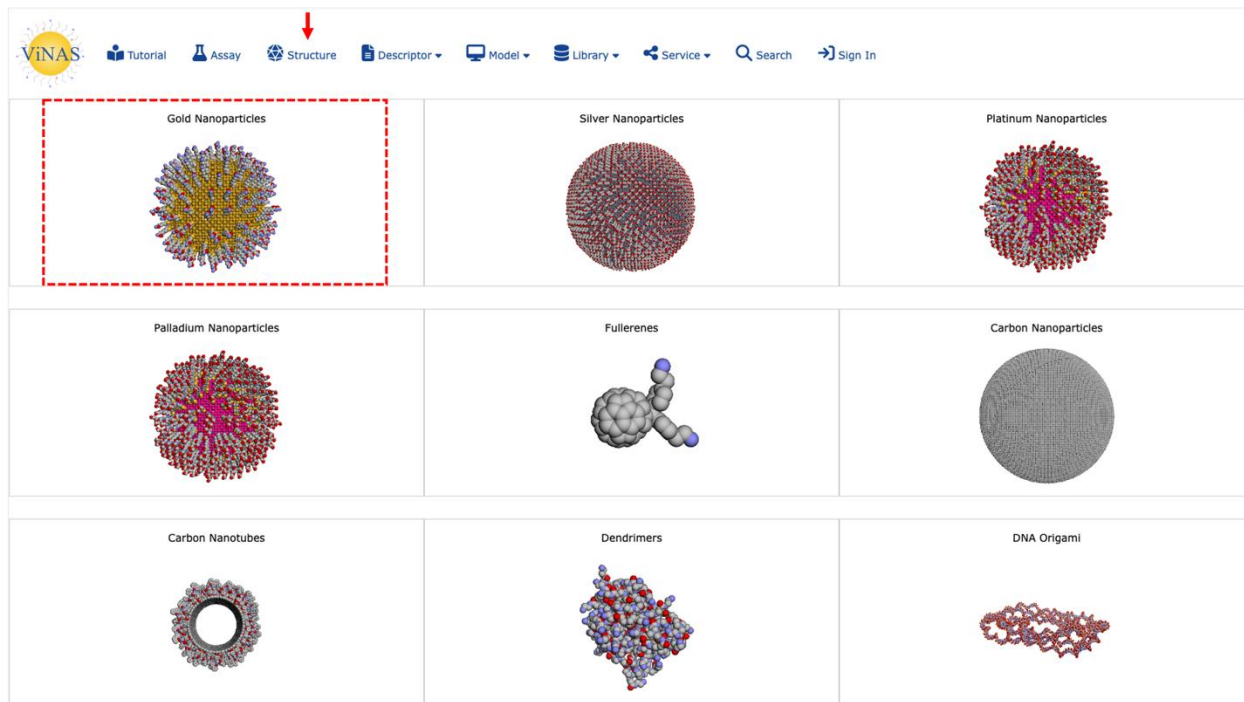 ViNAS Tutorial Assay Structure Descriptor Model Library Service Search Sign In
Gold Nanoparticles Silver Nanoparticles Platinum Nanoparticles
Palladium Nanoparticles Fullerenes Carbon Nanoparticles
Carbon Nanotubes Dendrimers DNA Origami